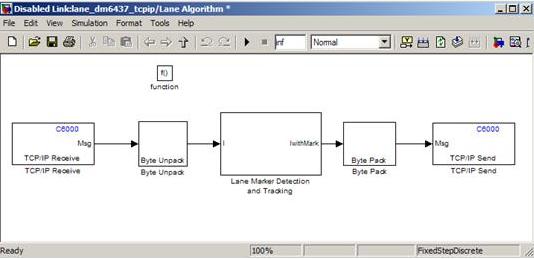 Disabled Link:lane_dm6437_tcpip/Lane Algorithm *
File Edit View Simulation Format Tools Help
inf Normal
f()
function
C6000
Msg
TCP/IP Receive
TCP/IP Receive
Byte Unpack
Byte Unpack
I
IwithMark
Lane Marker Detection
and Tracking
Byte Pack
Byte Pack
C6000
Msg
TCP/IP Send
TCP/IP Send
Ready 100% FixedStepDiscrete